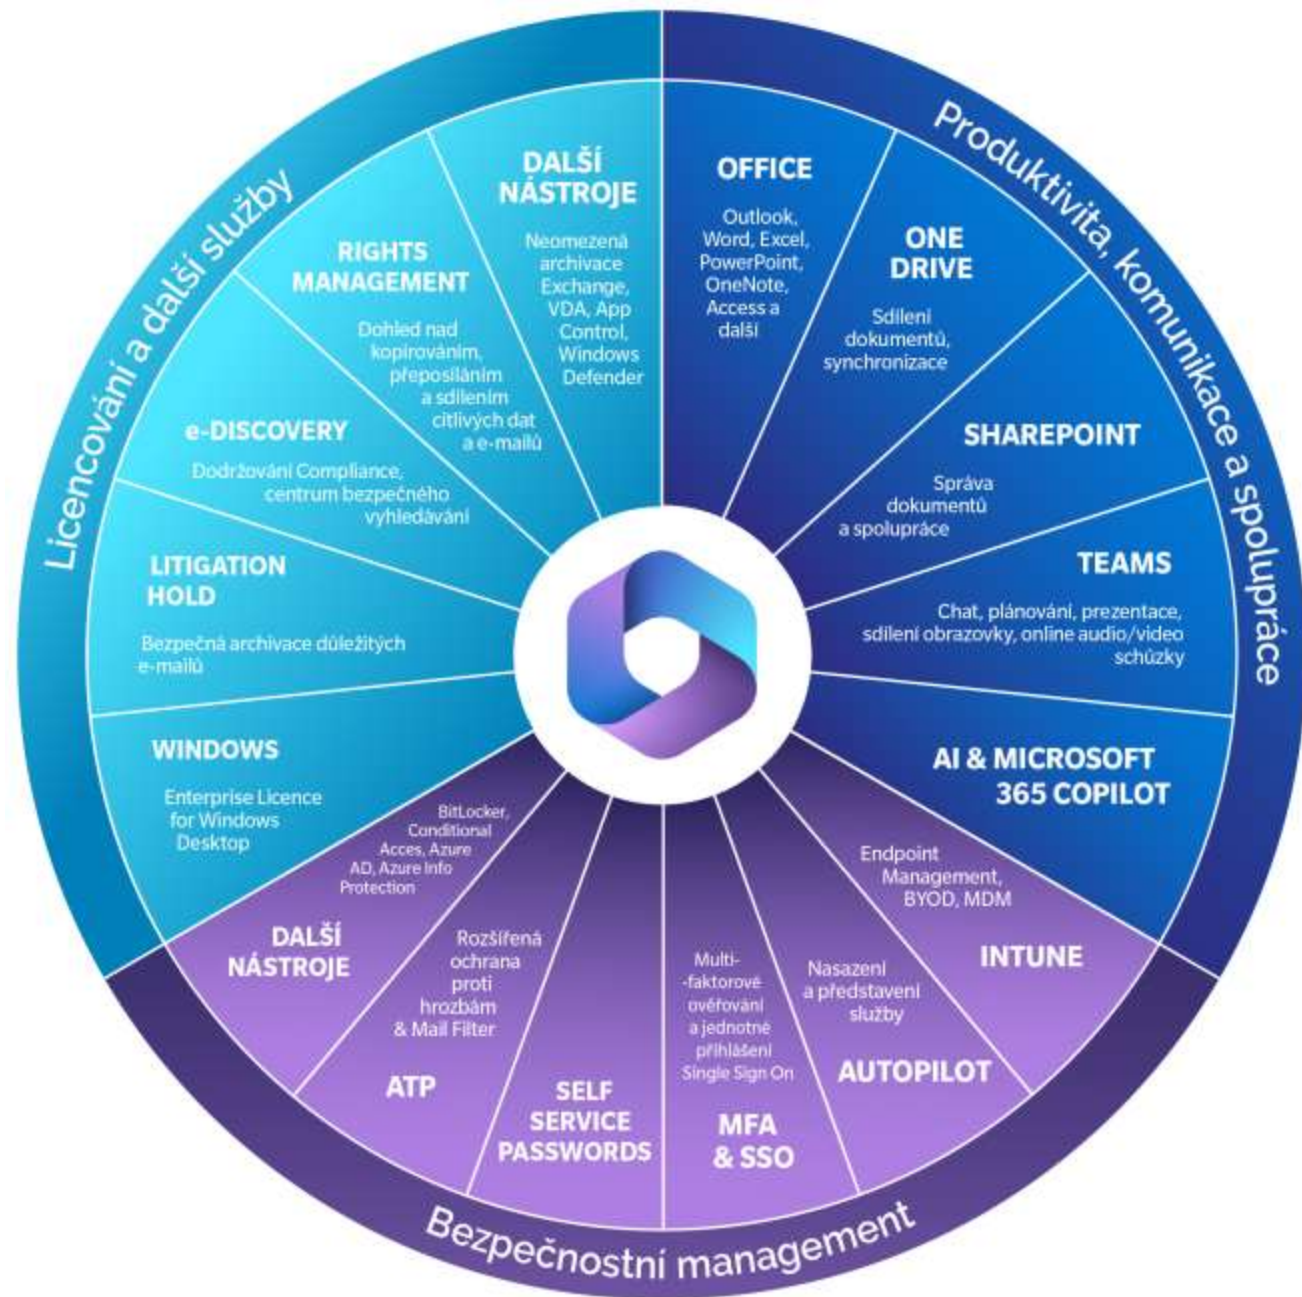 Produktivita, komunikace a spolupráce
OFFICE
Outlook,
Word, Excel,
PowerPoint,
OneNote,
Access a
další
ONE
DRIVE
Sdílení
dokumentů,
synchronizace
SHAREPOINT
Správa
dokumentů
a spolupráce
TEAMS
Chat, plánování, prezentace,
sdílení obrazovky, online audio/video
schůzky
AI & MICROSOFT
365 COPILOT
Bezpečnostní management
Endpoint
Management,
BYOD, MDM
INTUNE
Nasazení
a představení
služby
AUTOPILOT
Multi-
-faktorové
ověřování
a jednotné
přihlášení
Single Sign On
MFA
& SSO
SELF
SERVICE
PASSWORDS
Rozšířená
ochrana
proti
hrozbám
& Mail Filter
ATP
BitLocker,
Conditional
Acces, Azure
AD, Azure Info
Protection
DALŠÍ
NÁSTROJE
Licencování a další služby
WINDOWS
Enterprise Licence
for Windows
Desktop
LITIGATION
HOLD
Bezpečná archivace důležitých
e-mailů
e-DISCOVERY
Dodržování Compliance,
centrum bezpečného
vyhledávání
RIGHTS
MANAGEMENT
Dohled nad
kopírováním,
přeposíláním
a sdílením
citlivých dat
a e-mailů
DALŠÍ
NÁSTROJE
Neomezená
archivace
Exchange,
VDA, App
Control,
Windows
Defender